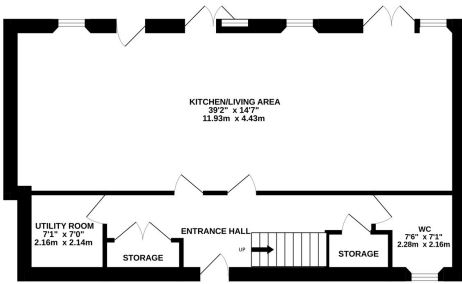 KITCHEN/LIVING AREA
39'2" x 14'7"
11.93m x 4.43m
UTILITY ROOM
7'1" x 7'0"
2.16m x 2.14m
STORAGE
ENTRANCE HALL
UP
STORAGE
WC
7'6" x 7'1"
2.28m x 2.16m